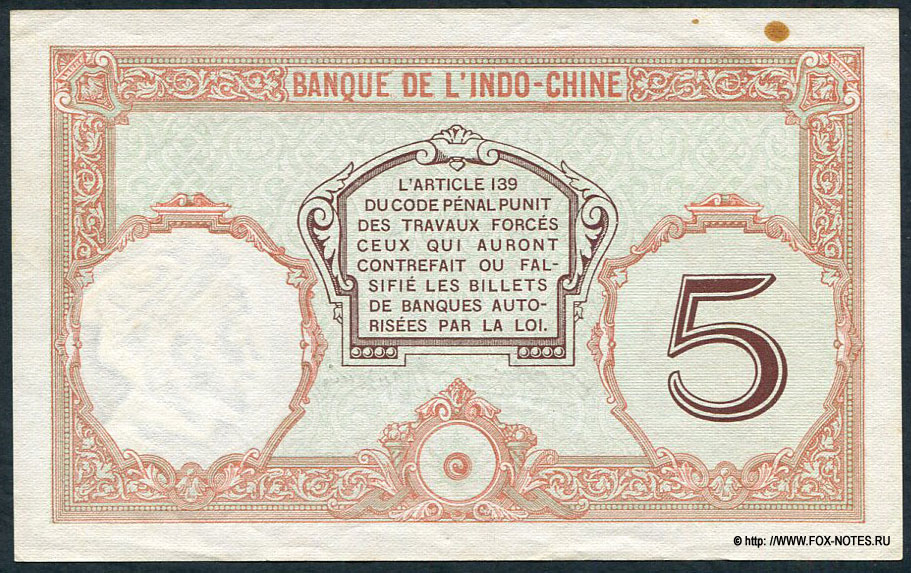 BANQUE DE L'INDO-CHINE
L'ARTICLE 139
DU CODE PÉNAL PUNIT
DES TRAVAUX FORCÉS
CEUX QUI AURONT
CONTREFAIT OU FAL-
SIFIÉ LES BILLETS
DE BANQUES AUTO-
RISÉES PAR LA LOI.
5
© http: //WWW.FOX-NOTES.RU